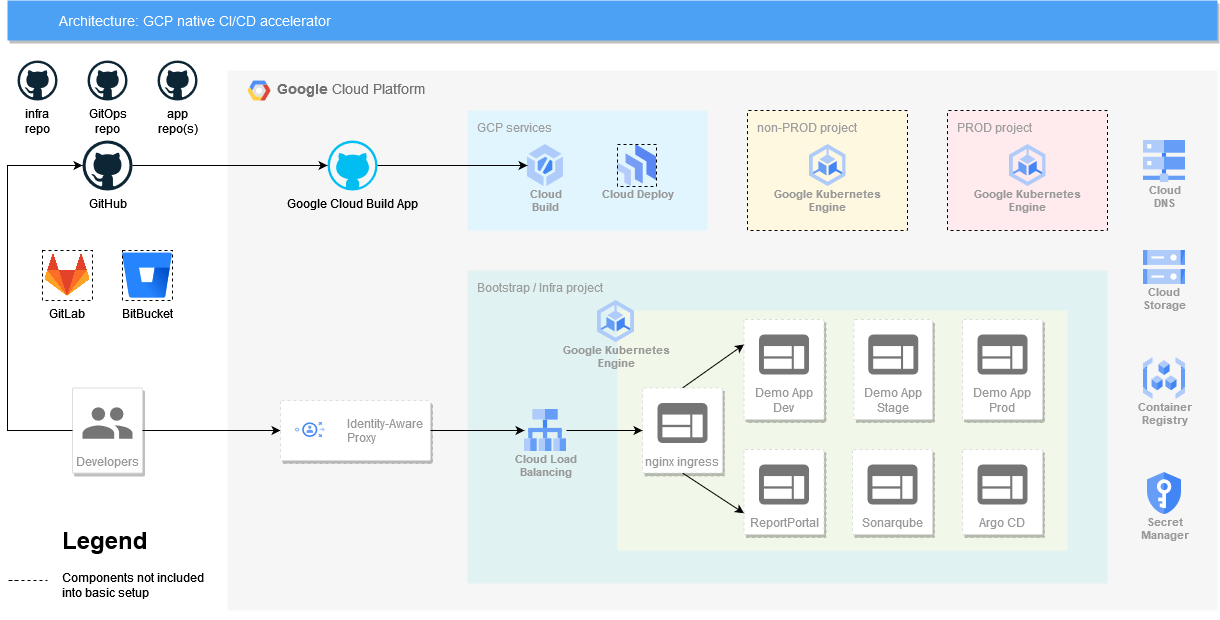 Architecture: GCP native CI/CD accelerator
infra
repo
GitOps
repo
app
repo(s)
Google Cloud Platform
GCP services
non-PROD project
PROD project
GitHub
Google Cloud Build App
Cloud
Build
Cloud Deploy
Google Kubernetes
Engine
Google Kubernetes
Engine
Cloud
DNS
GitLab
BitBucket
Bootstrap / Infra project
Google Kubernetes
Engine
Cloud
Storage
Developers
Identity-Aware
Proxy
Cloud Load
Balancing
nginx ingress
Demo App
Dev
Demo App
Stage
Demo App
Prod
Container
Registry
ReportPortal
Sonarqube
Argo CD
Secret
Manager
Legend
Components not included
into basic setup